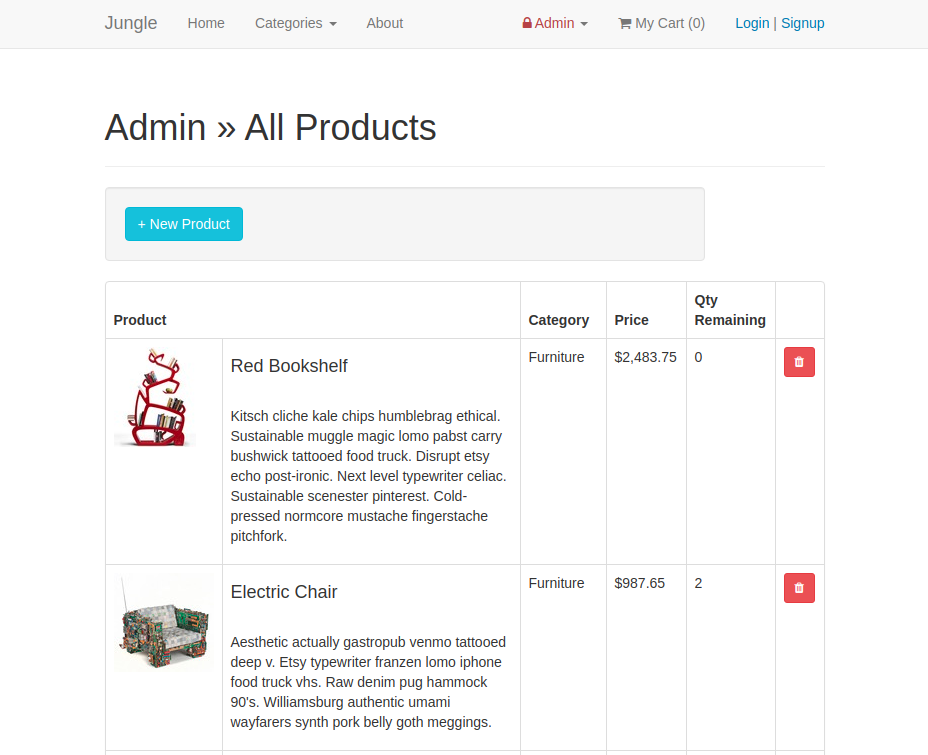 Jungle Home Categories About Admin My Cart (0) Login | Signup
Admin » All Products
+ New Product
Product Category Price Qty Remaining
Red Bookshelf
Furniture $2,483.75 0
Kitsch cliche kale chips humblebrag ethical.
Sustainable muggle magic lomo pabst carry
bushwick tattooed food truck. Disrupt etsy
echo post-ironic. Next level typewriter celiac.
Sustainable scenester pinterest. Cold-
pressed normcore mustache fingerstache
pitchfork.
Electric Chair
Furniture $987.65 2
Aesthetic actually gastropub venmo tattooed
deep v. Etsy typewriter franzen lomo iphone
food truck vhs. Raw denim pug hammock
90's. Williamsburg authentic umami
wayfarers synth pork belly goth meggings.